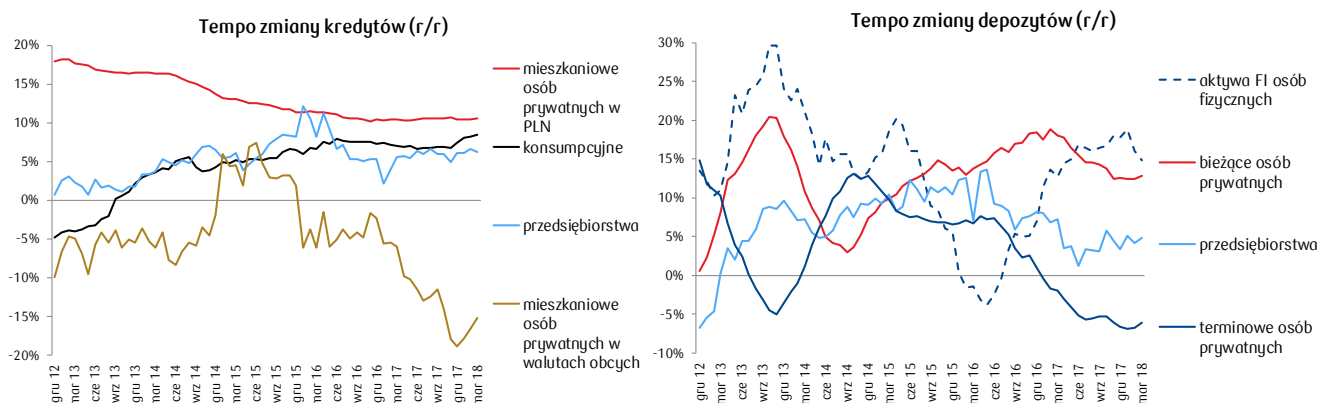 Tempo zmiany kredytów (r/r)
20%
15%
10%
5%
0%
-5%
-10%
-15%
-20%
gru 12
mar 13
cze 13
wrz 13
gru 13
mar 14
cze 14
wrz 14
gru 14
mar 15
cze 15
wrz 15
gru 15
mar 16
cze 16
wrz 16
gru 16
mar 17
cze 17
wrz 17
gru 17
mar 18
mieszkaniowe
osób
prywatnych w
PLN
konsumpcyjne
przedsiębiorstwa
mieszkaniowe
osób
prywatnych w
walutach obcych
Tempo zmiany depozytów (r/r)
30%
25%
20%
15%
10%
5%
0%
-5%
-10%
gru 12
mar 13
cze 13
wrz 13
gru 13
mar 14
cze 14
wrz 14
gru 14
mar 15
cze 15
wrz 15
gru 15
mar 16
cze 16
wrz 16
gru 16
mar 17
cze 17
wrz 17
gru 17
mar 18
aktywa FI osób
fizycznych
bieżące osób
prywatnych
przedsiębiorstwa
terminowe osób
prywatnych